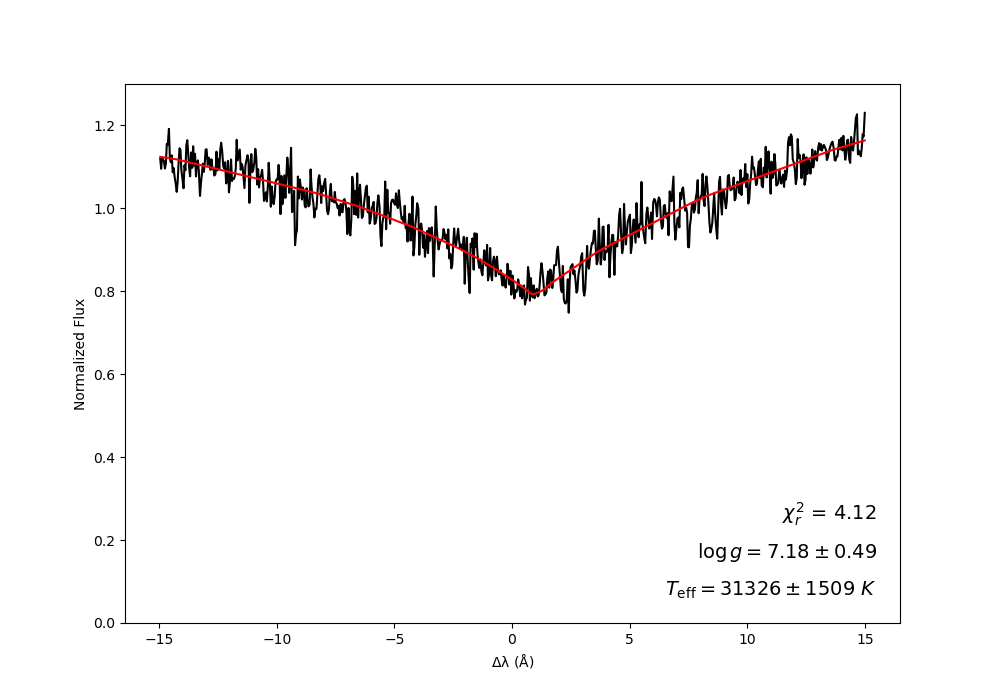 1.2
1.0
0.8
0.6
0.4
0.2
0.0
Normalized Flux
χ²ᵣ = 4.12
log g = 7.18 ± 0.49
T_eff = 31326 ± 1509 K
−15 −10 −5 0 5 10 15
Δλ (Å)